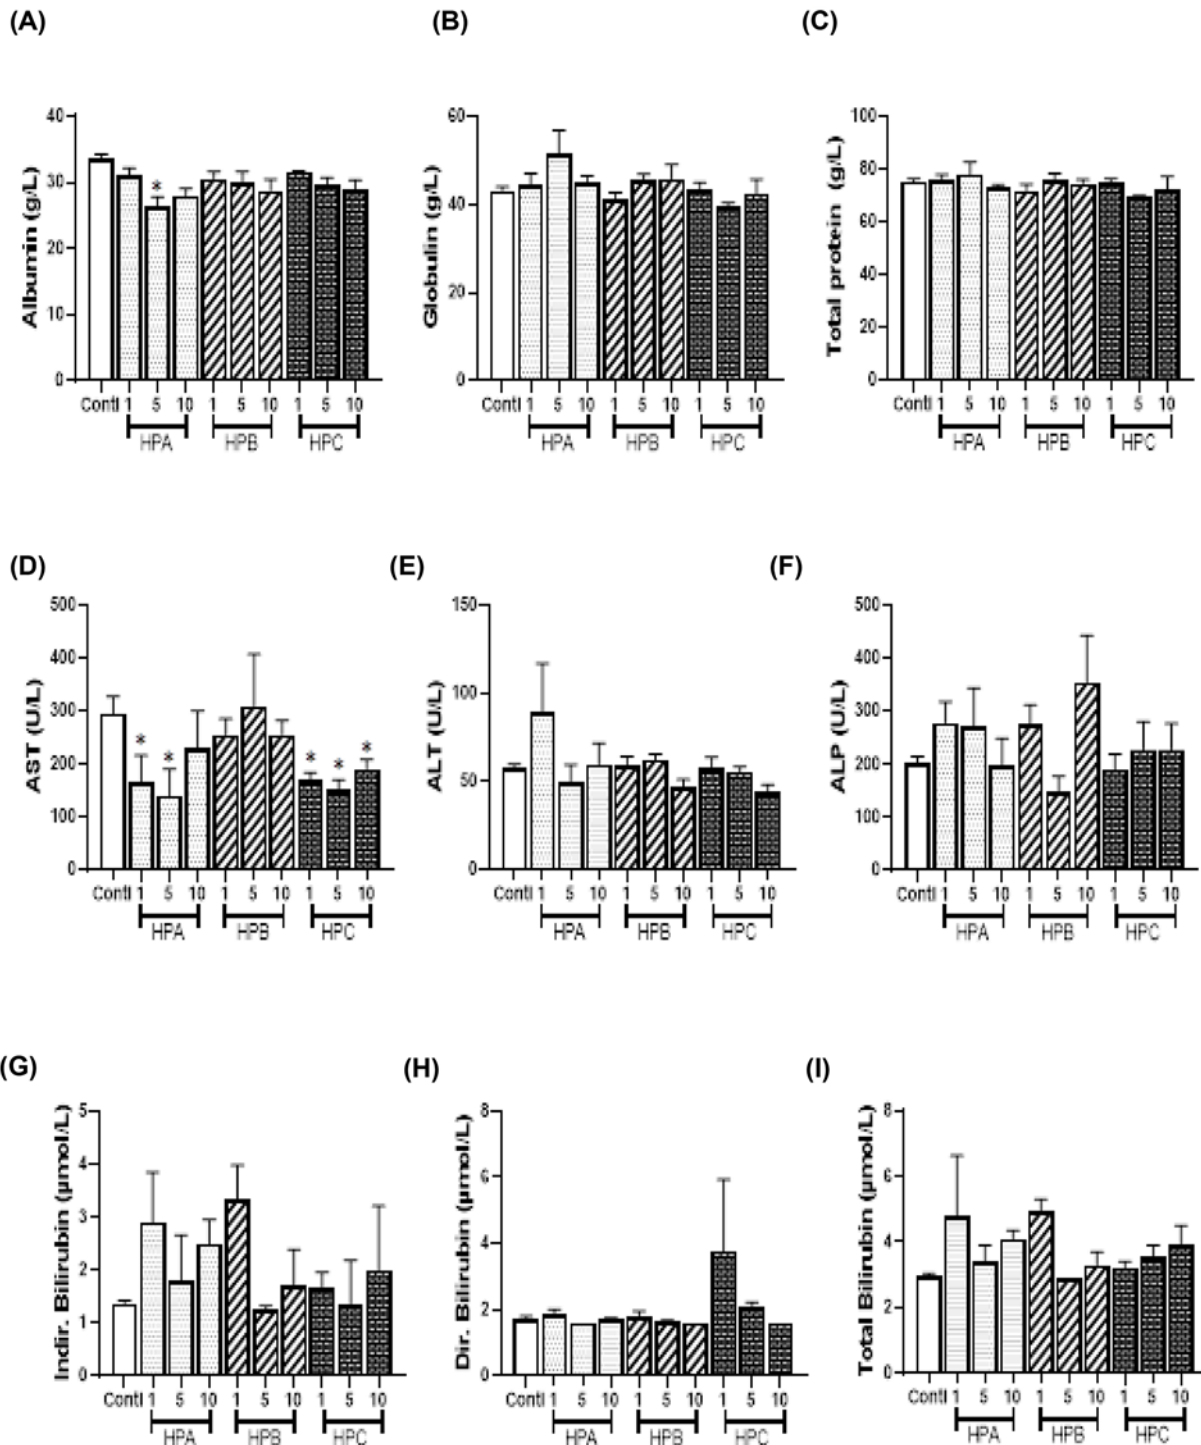 (A) (B) (C)
Albumin (g/L)
40
30
20
10
0
*
Contl 1 5 10 1 5 10 1 5 10
HPA HPB HPC
Globulin (g/L)
60
40
20
0
Contl 1 5 10 1 5 10 1 5 10
HPA HPB HPC
Total protein (g/L)
100
80
60
40
20
0
Contl 1 5 10 1 5 10 1 5 10
HPA HPB HPC
(D) (E) (F)
AST (U/L)
500
400
300
200
100
0
* * * * *
Contl 1 5 10 1 5 10 1 5 10
HPA HPB HPC
ALT (U/L)
150
100
50
0
Contl 1 5 10 1 5 10 1 5 10
HPA HPB HPC
ALP (U/L)
500
400
300
200
100
0
Contl 1 5 10 1 5 10 1 5 10
HPA HPB HPC
(G) (H) (I)
Indir. Bilirubin (µmol/L)
5
4
3
2
1
0
Contl 1 5 10 1 5 10 1 5 10
HPA HPB HPC
Dir. Bilirubin (µmol/L)
8
6
4
2
0
Contl 1 5 10 1 5 10 1 5 10
HPA HPB HPC
Total Bilirubin (µmol/L)
8
6
4
2
0
Contl 1 5 10 1 5 10 1 5 10
HPA HPB HPC